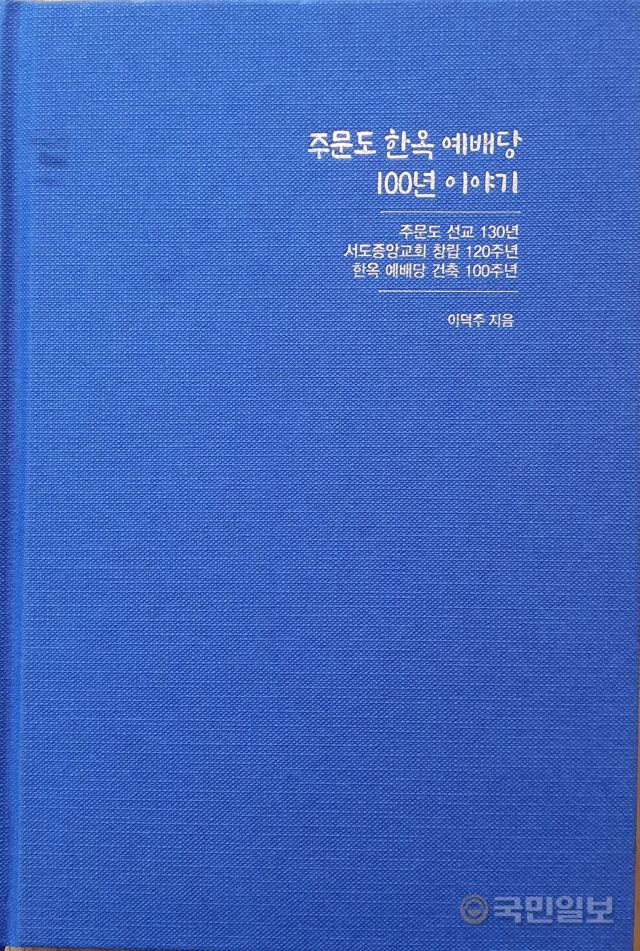 주문도 한옥 예배당
100년 이야기
주문도 선교 130년
서도중앙교회 창립 120주년
한옥 예배당 건축 100주년
이덕주 지음
국민일보